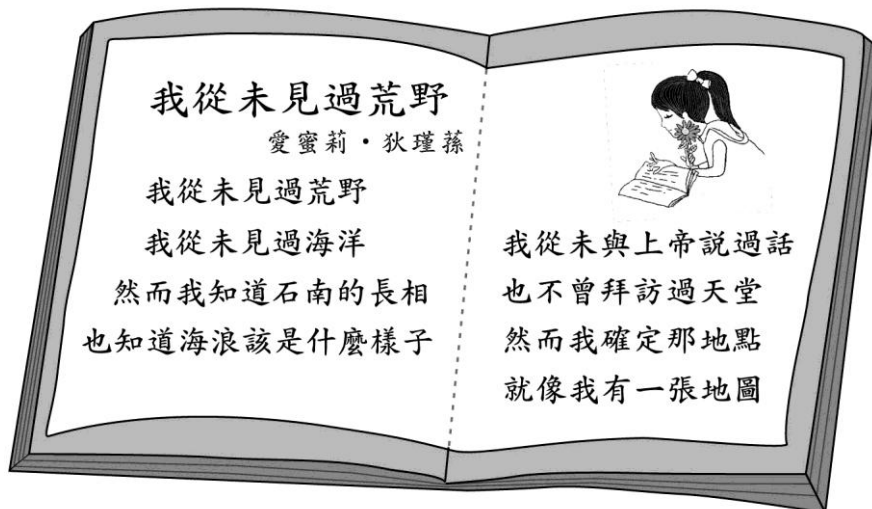 我從未見過荒野
愛蜜莉・狄瑾蓀
我從未見過荒野
我從未見過海洋
然而我知道石南的長相
也知道海浪該是什麼樣子
我從未與上帝說過話
也不曾拜訪過天堂
然而我確定那地點
就像我有一張地圖